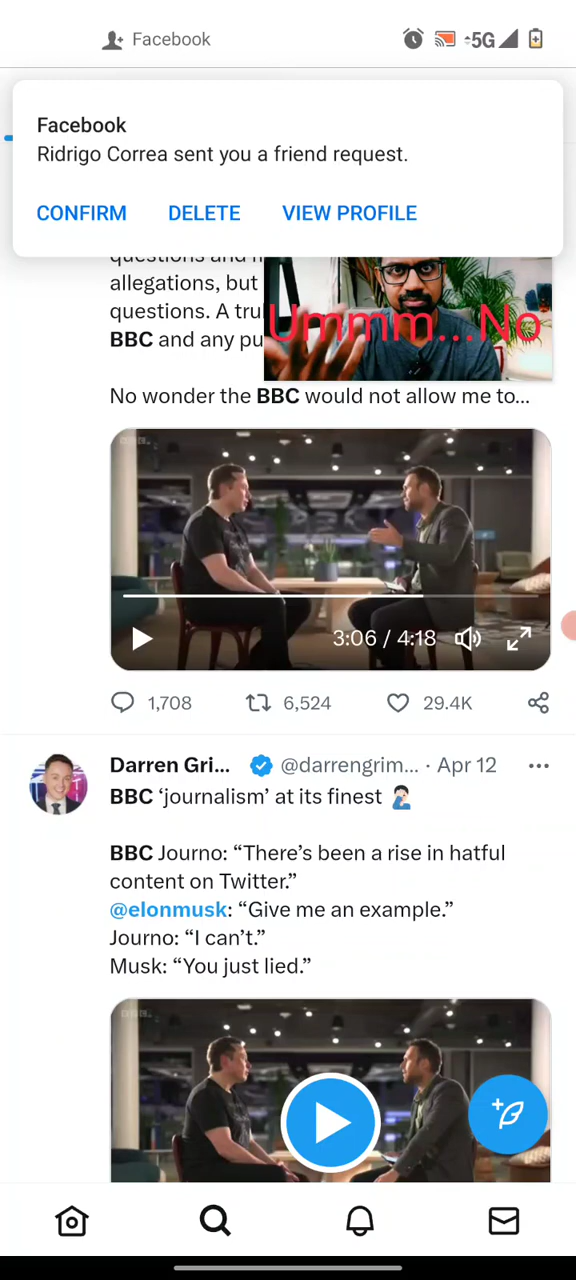 Facebook
5G
Facebook
Ridrigo Correa sent you a friend request.
CONFIRM DELETE VIEW PROFILE
questions and
allegations, but
questions. A tru
BBC and any pu
Ummm...No
No wonder the BBC would not allow me to...
3:06 / 4:18
1,708 6,524 29.4K
Darren Gri... @darrengrim... · Apr 12
BBC ‘journalism’ at its finest
BBC Journo: “There’s been a rise in hatful
content on Twitter.”
@elonmusk: “Give me an example.”
Journo: “I can’t.”
Musk: “You just lied.”